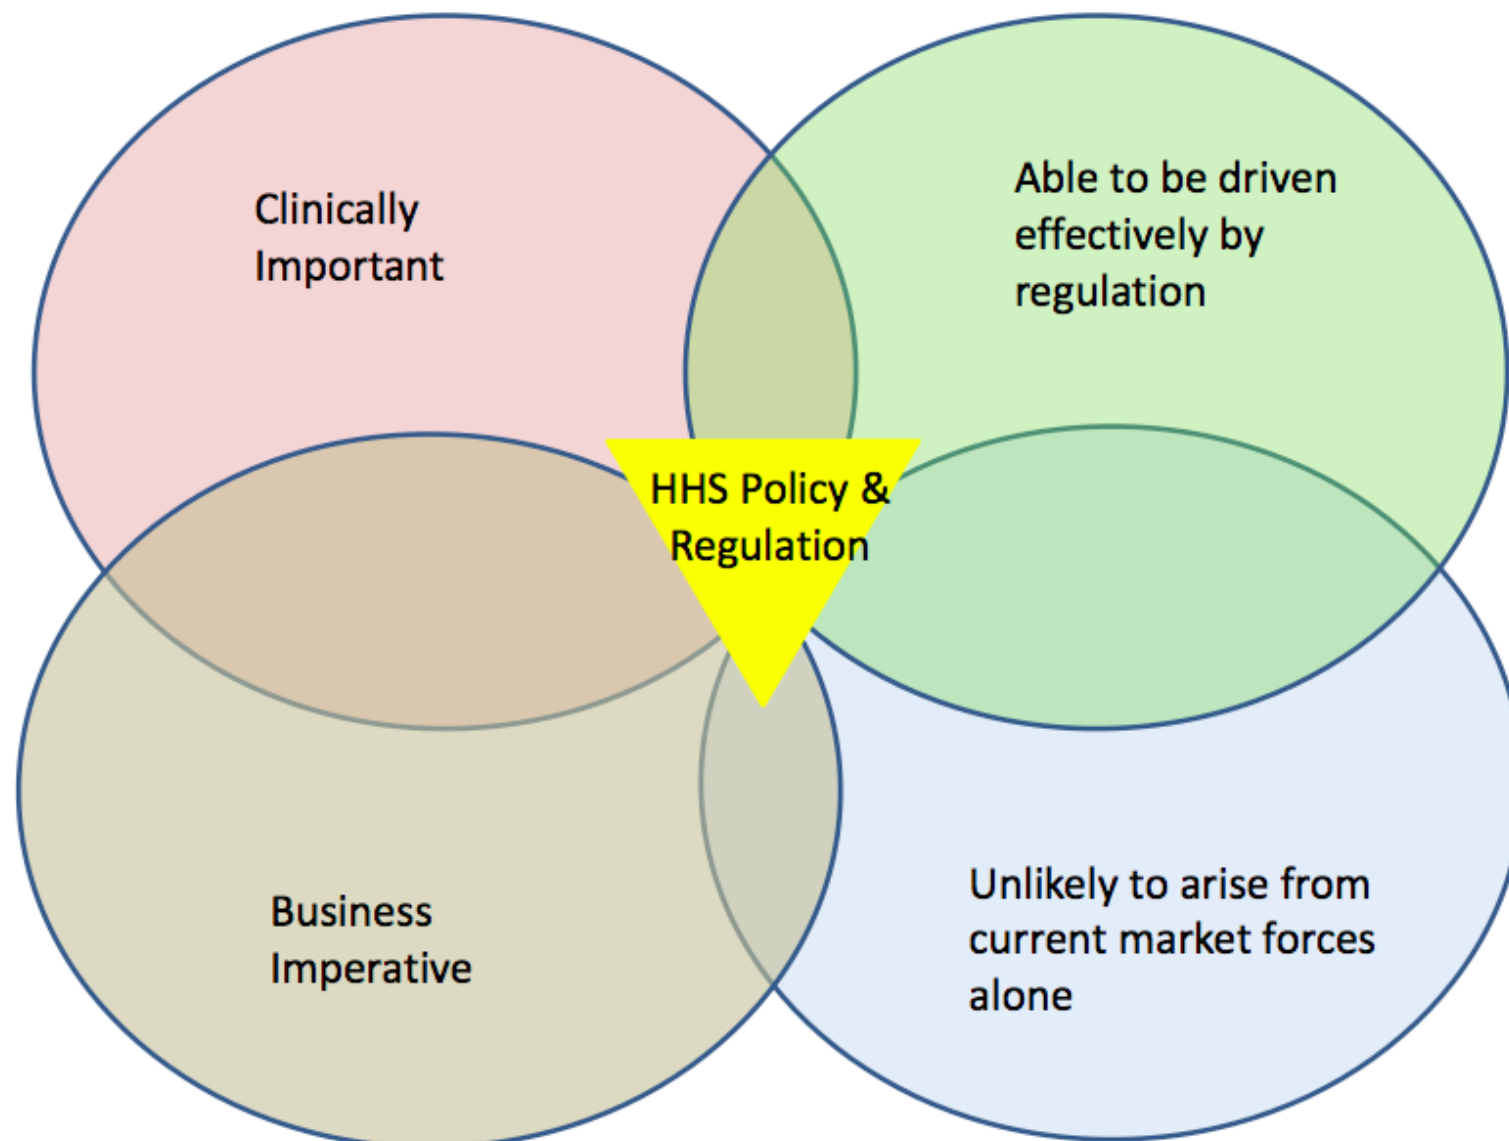 Clinically
Important
Able to be driven
effectively by
regulation
HHS Policy &
Regulation
Business
Imperative
Unlikely to arise from
current market forces
alone